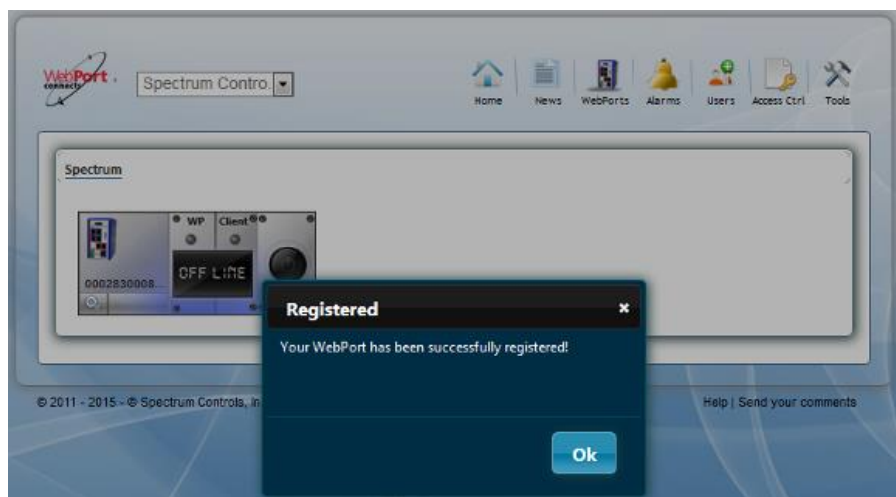 WebPort
connects
Spectrum Contro.
Home News WebPorts Alarms Users Access Ctrl Tools
Spectrum
WP Client
OFF LINE
0002830008...
Registered
Your WebPort has been successfully registered!
Ok
© 2011 - 2015 - © Spectrum Controls, In
Help | Send your comments